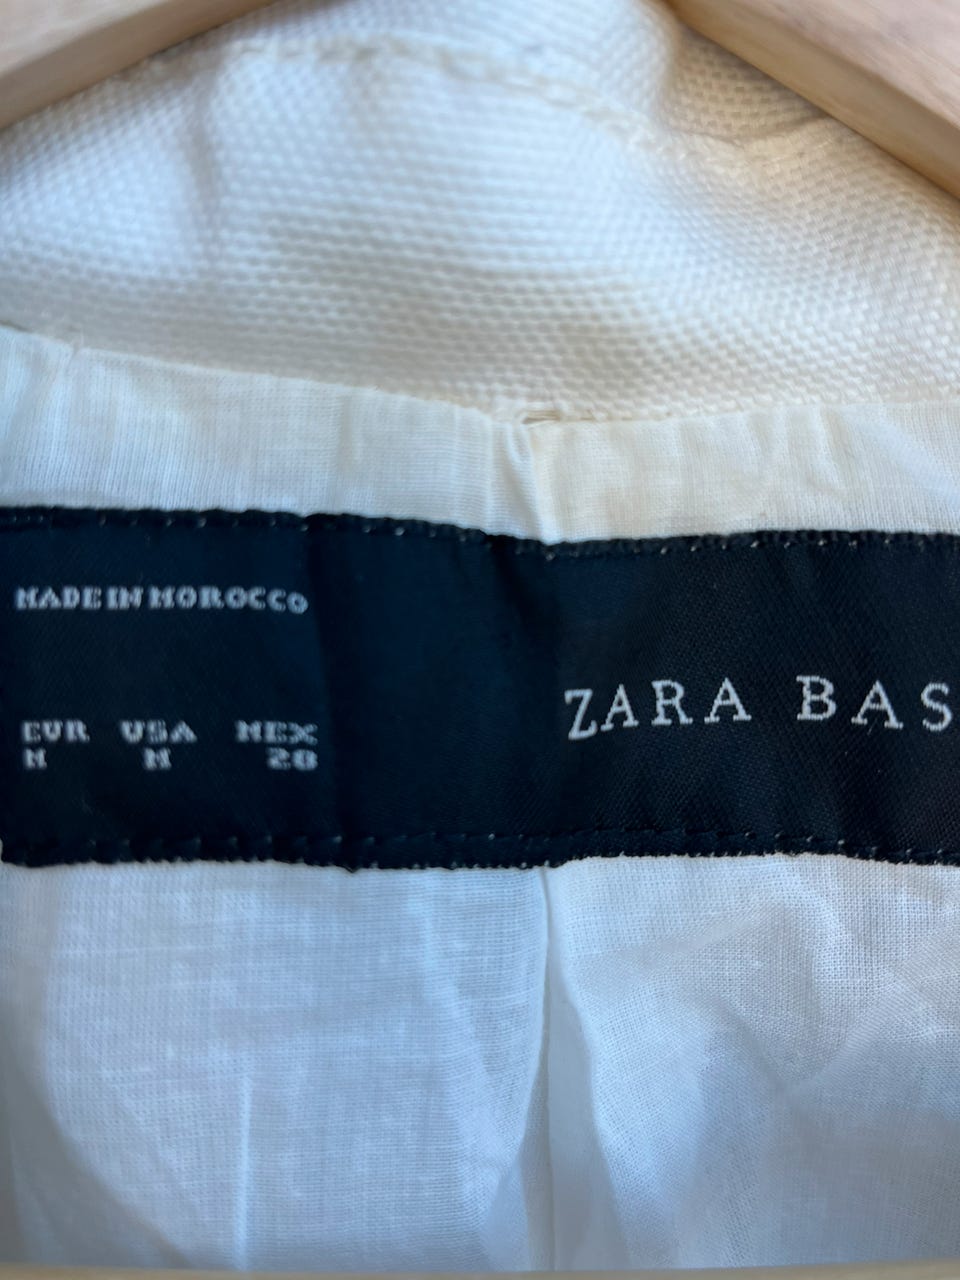 MADE IN MOROCCO
EUR USA MEX
M M 28
ZARA BAS